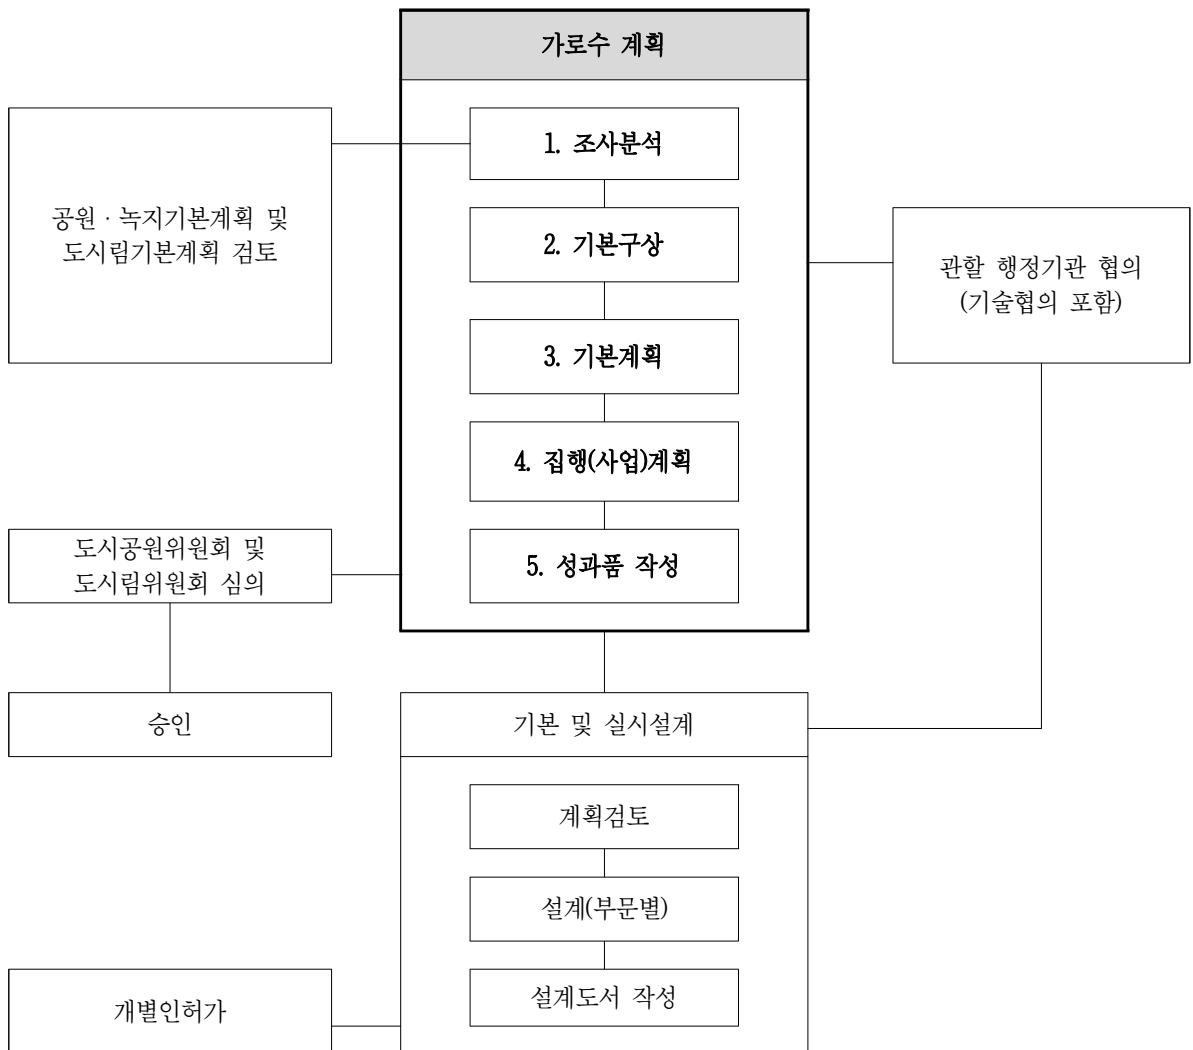 가로수 계획
1. 조사분석
공원 · 녹지기본계획 및
도시림기본계획 검토
2. 기본구상
관할 행정기관 협의
(기술협의 포함)
3. 기본계획
4. 집행(사업)계획
도시공원위원회 및
도시림위원회 심의
5. 성과품 작성
승인
기본 및 실시설계
계획검토
설계(부문별)
개별인허가
설계도서 작성